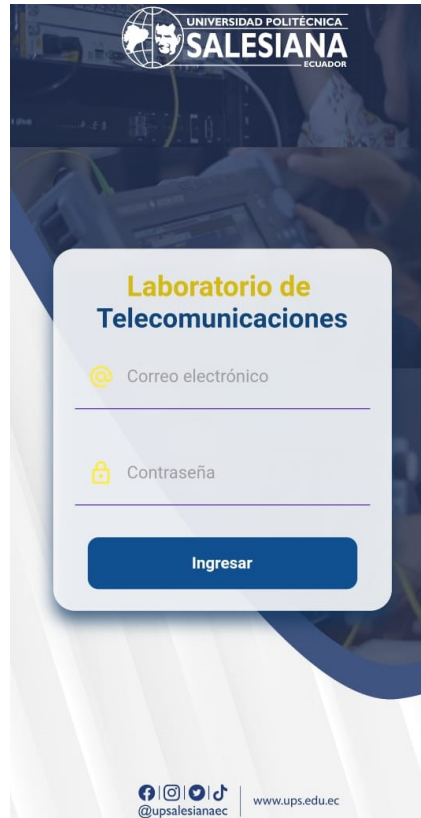 UNIVERSIDAD POLITÉCNICA
SALESIANA
ECUADOR
Laboratorio de
Telecomunicaciones
Correo electrónico
Contraseña
Ingresar
@upsalesianaec
www.ups.edu.ec